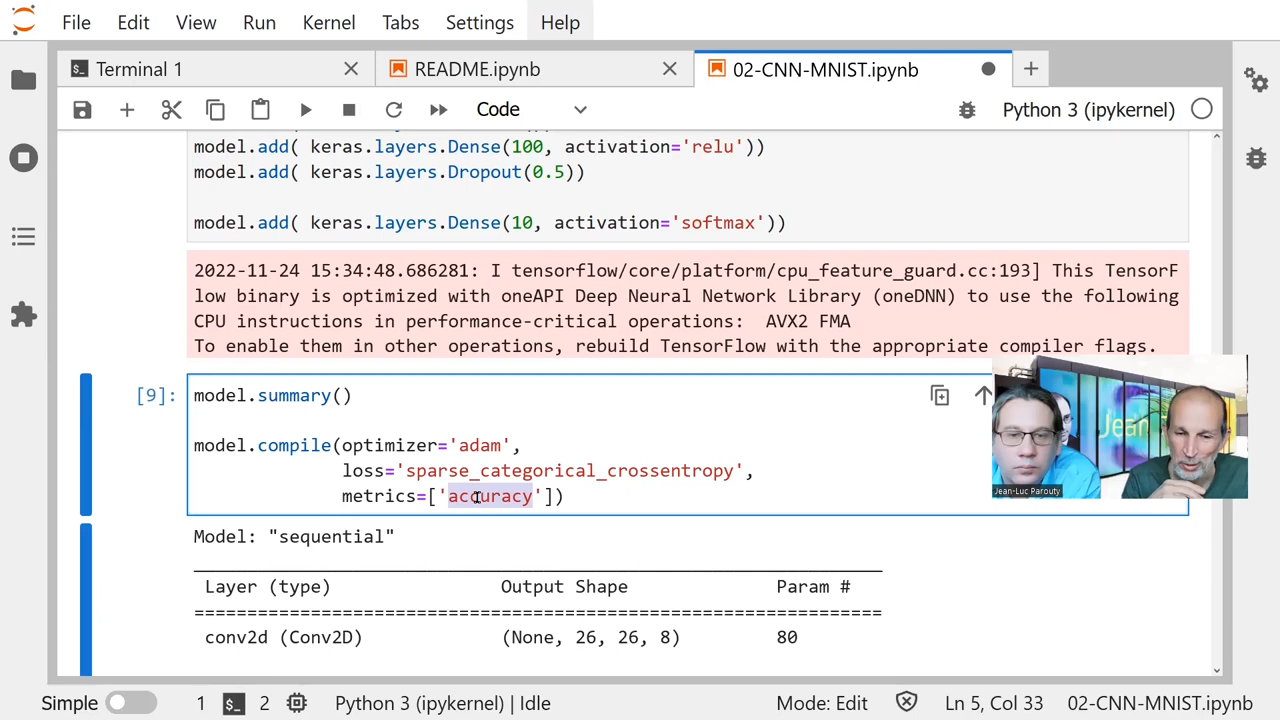 File Edit View Run Kernel Tabs Settings Help
Terminal 1 README.ipynb 02-CNN-MNIST.ipynb
Code Python 3 (ipykernel)
model.add( keras.layers.Dense(100, activation='relu'))
model.add( keras.layers.Dropout(0.5))
model.add( keras.layers.Dense(10, activation='softmax'))
2022-11-24 15:34:48.686281: I tensorflow/core/platform/cpu_feature_guard.cc:193] This TensorF
low binary is optimized with oneAPI Deep Neural Network Library (oneDNN) to use the following
CPU instructions in performance-critical operations:  AVX2 FMA
To enable them in other operations, rebuild TensorFlow with the appropriate compiler flags.
[9]: model.summary()
model.compile(optimizer='adam',
loss='sparse_categorical_crossentropy',
metrics=['accuracy'])
Jean-Luc Parouty
Model: "sequential"
Layer (type) Output Shape Param #
conv2d (Conv2D) (None, 26, 26, 8) 80
Simple 1 2 Python 3 (ipykernel) | Idle Mode: Edit Ln 5, Col 33 02-CNN-MNIST.ipynb